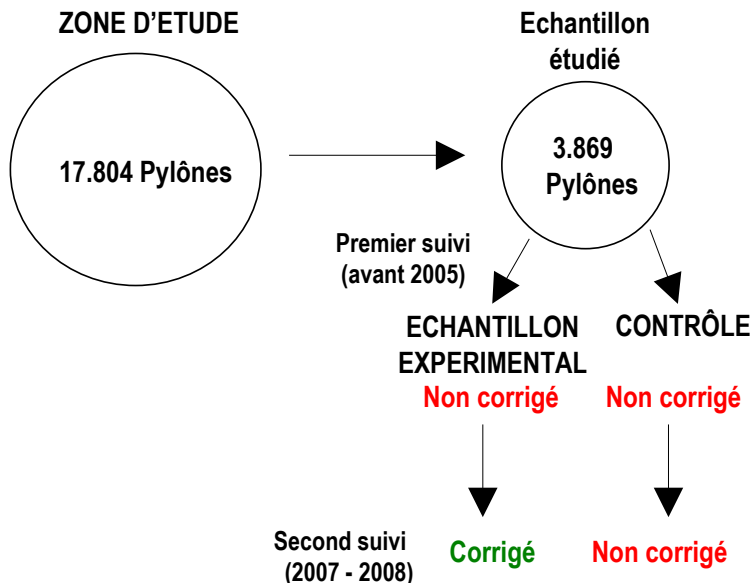 ZONE D'ETUDE
Echantillon
étudié
17.804 Pylônes
3.869
Pylônes
Premier suivi
(avant 2005)
ECHANTILLON
EXPERIMENTAL
CONTRÔLE
Non corrigé
Non corrigé
Second suivi
(2007 - 2008)
Corrigé
Non corrigé